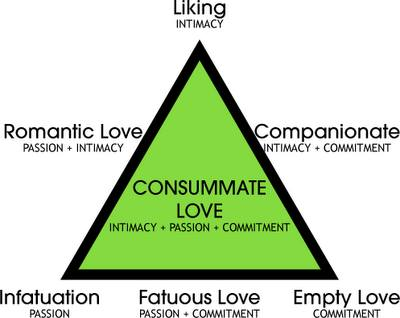 Liking
INTIMACY
Romantic Love
PASSION + INTIMACY
Companionate
INTIMACY + COMMITMENT
CONSUMMATE
LOVE
INTIMACY + PASSION + COMMITMENT
Infatuation
PASSION
Fatuous Love
PASSION + COMMITMENT
Empty Love
COMMITMENT